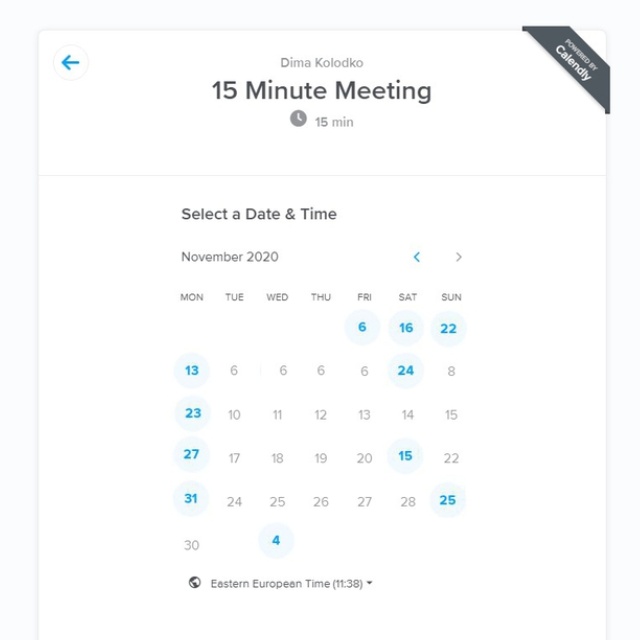 POWERED BY
Calendly
Dima Kolodko
15 Minute Meeting
15 min
Select a Date & Time
November 2020
MON TUE WED THU FRI SAT SUN
6 16 22
13 6 6 6 6 24 8
23 10 11 12 13 14 15
27 17 18 19 20 15 22
31 24 25 26 27 28 25
30 4
Eastern European Time (11:38)